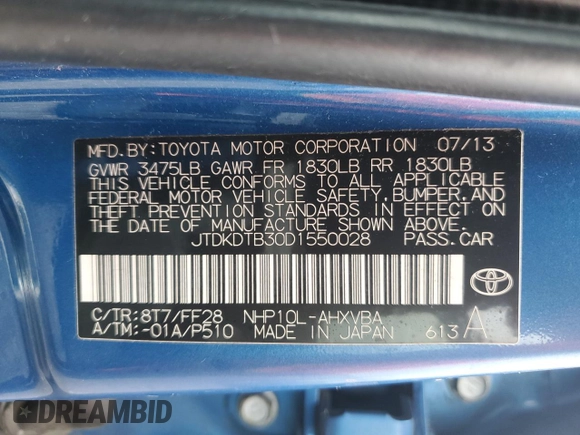 MFD. BY: TOYOTA MOTOR CORPORATION 07/13
GVWR 3475LB GAWR FR 1830LB RR 1830LB
THIS VEHICLE CONFORMS TO ALL APPLICABLE
FEDERAL MOTOR VEHICLE SAFETY, BUMPER, AND
THEFT PREVENTION STANDARDS IN EFFECT ON
THE DATE OF MANUFACTURE SHOWN ABOVE.
JTDKDTB30D1550028 PASS. CAR
C/TR: 8T7/FF28 NHP10L-AHXVBA
A/TM: -01A/P510 MADE IN JAPAN 613 A
TOYOTA
DREAMBID